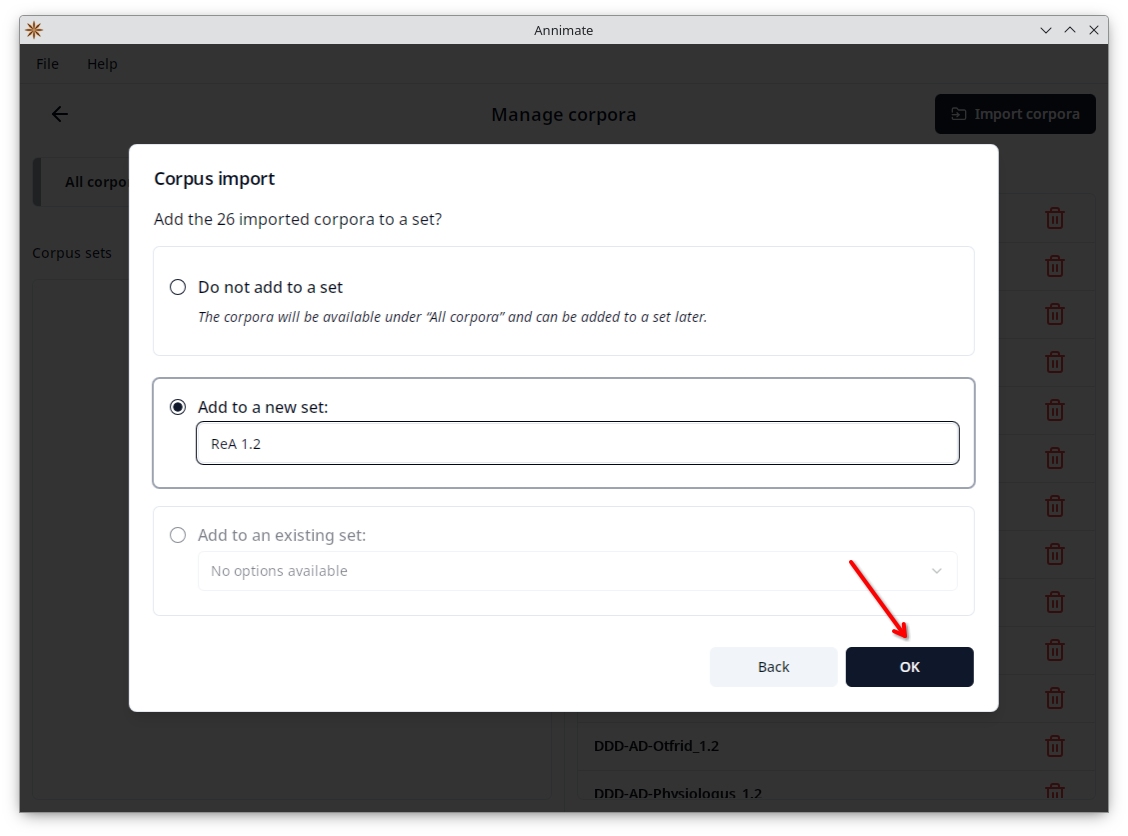 Annimate
File Help
Manage corpora
Import corpora
All corpo
Corpus import
Add the 26 imported corpora to a set?
Corpus sets
Do not add to a set
The corpora will be available under “All corpora” and can be added to a set later.
Add to a new set:
ReA 1.2
Add to an existing set:
No options available
Back OK
DDD-AD-Otfrid_1.2
DDD-AD-Physiologus_1.2